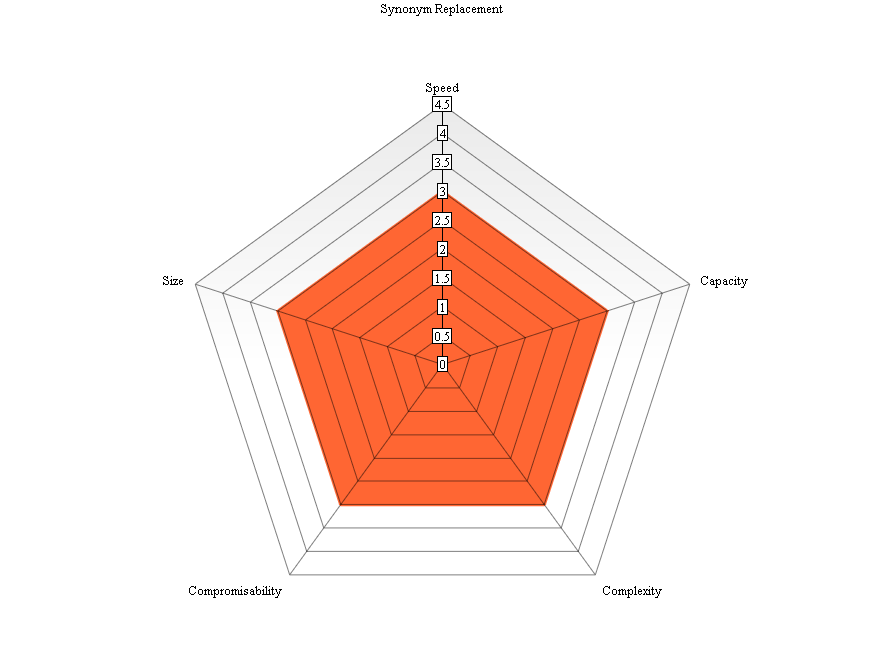 Synonym Replacement
Speed
4.5
4
3.5
3
2.5
2
1.5
1
0.5
0
Size
Capacity
Compromisability
Complexity